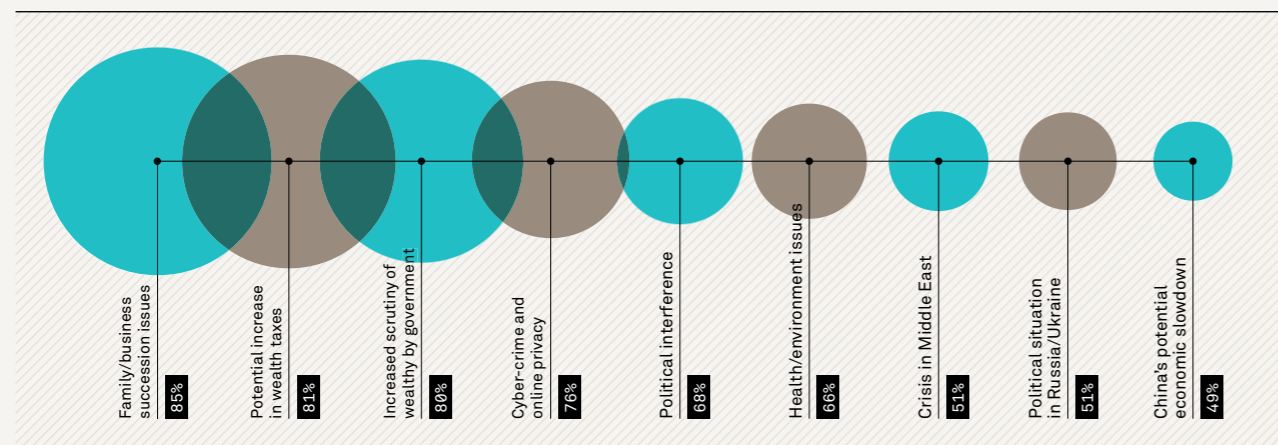 Family/business
succession issues
85%
Potential increase
in wealth taxes
81%
Increased scrutiny of
wealthy by government
80%
Cyber-crime and
online privacy
76%
Political interference
68%
Health/environment issues
66%
Crisis in Middle East
51%
Political situation
in Russia/Ukraine
51%
China's potential
economic slowdown
49%